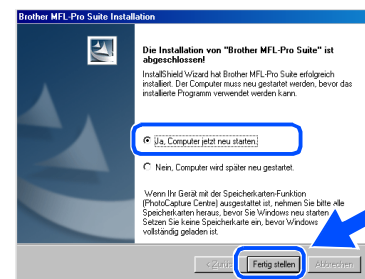 Brother MFL-Pro Suite Installation
Die Installation von "Brother MFL-Pro Suite" ist
abgeschlossen!
InstallShield Wizard hat Brother MFL-Pro Suite erfolgreich
installiert. Der Computer muss neu gestartet werden, bevor das
installierte Programm verwendet werden kann.
Ja, Computer jetzt neu starten.
Nein, Computer wird später neu gestartet.
Wenn Ihr Gerät mit der Speicherkarten-Funktion
(PhotoCapture Centre) ausgestattet ist, nehmen Sie bitte alle
Speicherkarten heraus, bevor Sie Windows neu starten
Setzen Sie keine Speicherkarte ein, bevor Windows
vollständig geladen ist.
Fertig stellen Abbrechen